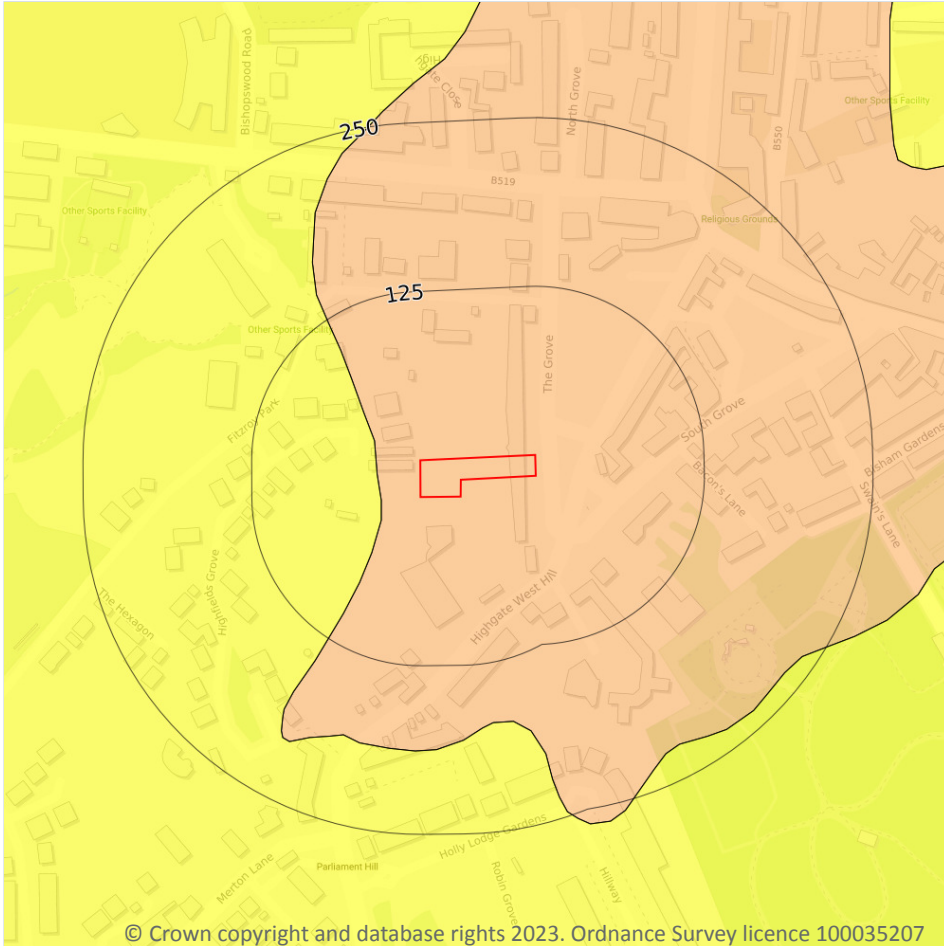 Bishopswood Road
Highgate Close
North Grove
B550
Other Sports Facility
250
B519
Other Sports Facility
Religious Grounds
125
Other Sports Facility
The Grove
Fitzroy Park
South Grove
Bisham Gardens
Bacon's Lane
Swain's Lane
Highfields Grove
The Hexagon
Highgate West Hill
Holly Lodge Gardens
Merton Lane
Parliament Hill
Robin Grove
Hillway
© Crown copyright and database rights 2023. Ordnance Survey licence 100035207